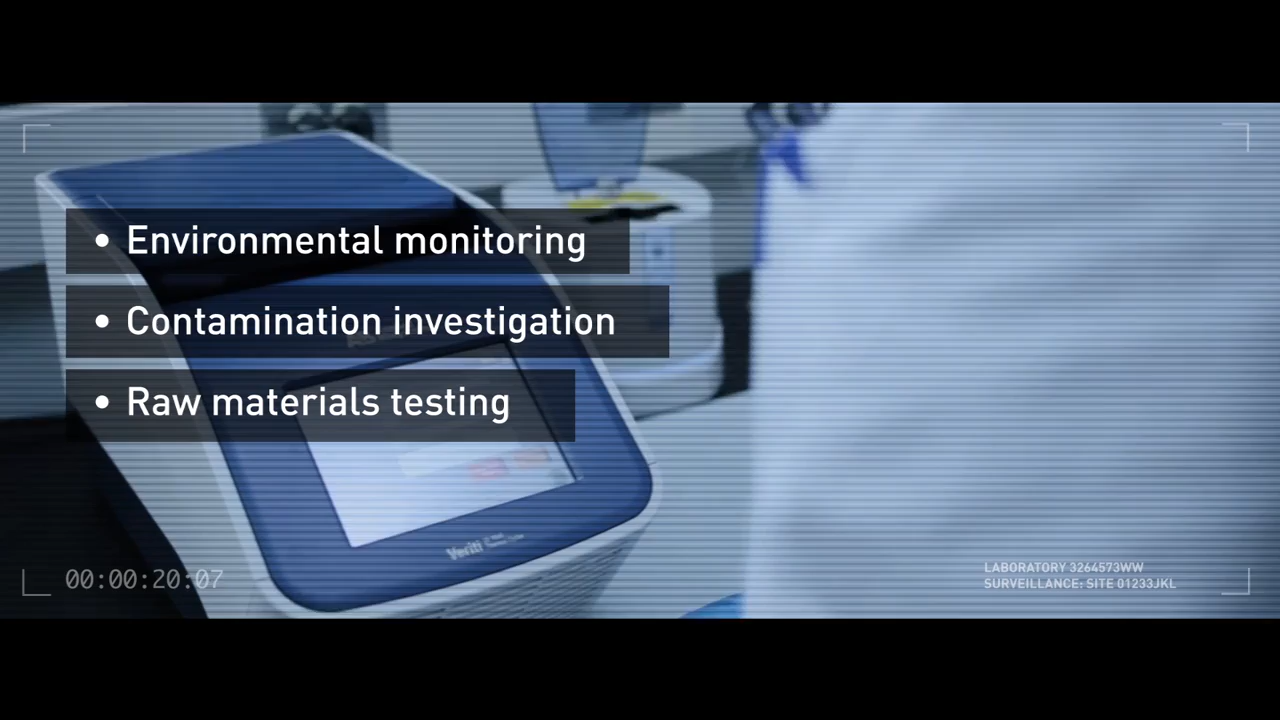 • Environmental monitoring
• Contamination investigation
• Raw materials testing
Veriti
00:00:20:07
LABORATORY 3264573WW
SURVEILLANCE: SITE 01233JKL